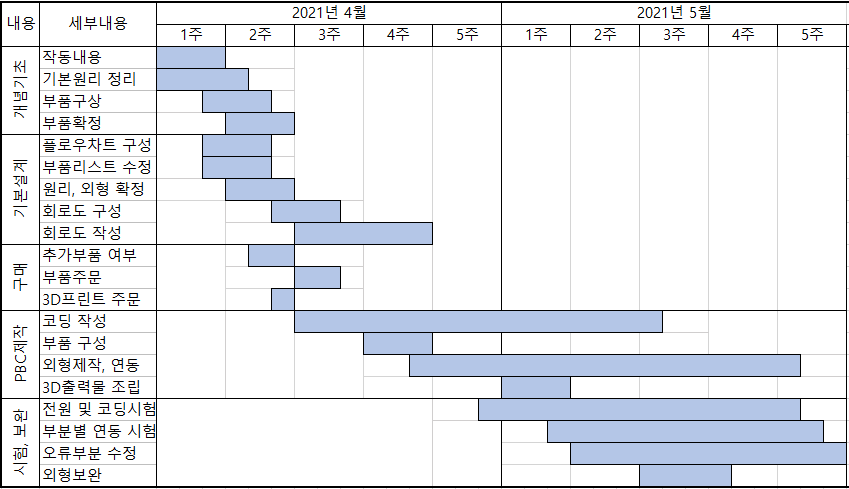 내용 세부내용 2021년 4월 2021년 5월
1주 2주 3주 4주 5주 1주 2주 3주 4주 5주
개념기초
작동내용
기본원리 정리
부품구상
부품확정
기본설계
플로우차트 구성
부품리스트 수정
원리, 외형 확정
회로도 구성
회로도 작성
구매
추가부품 여부
부품주문
3D프린트 주문
PBC제작
코딩 작성
부품 구성
외형제작, 연동
3D출력물 조립
시험, 보완
전원 및 코딩시험
부분별 연동 시험
오류부분 수정
외형보완